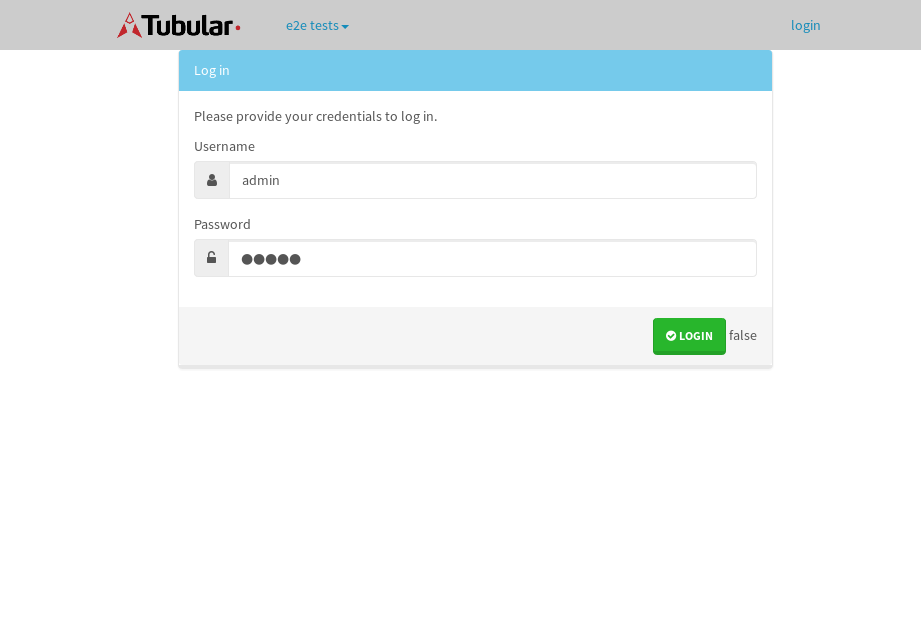 Tubular
e2e tests
login
Log in
Please provide your credentials to log in.
Username
admin
Password
●●●●●
LOGIN false